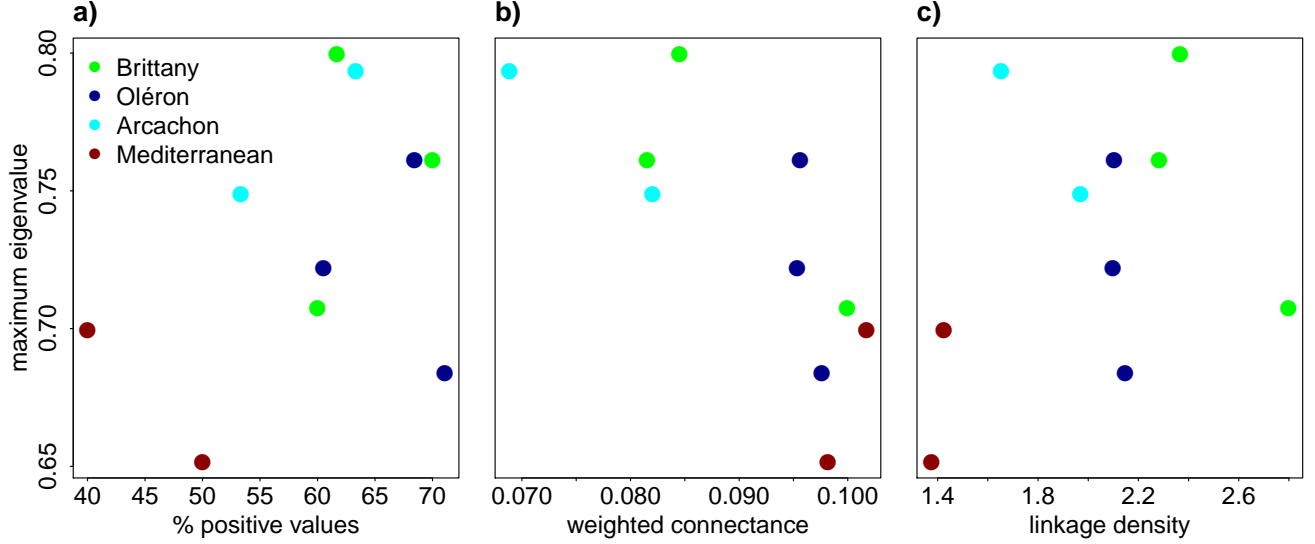 a) b) c)
Brittany
Oléron
Arcachon
Mediterranean
maximum eigenvalue
0.80
0.75
0.70
0.65
40 45 50 55 60 65 70
% positive values
0.070 0.080 0.090 0.100
weighted connectance
1.4 1.8 2.2 2.6
linkage density